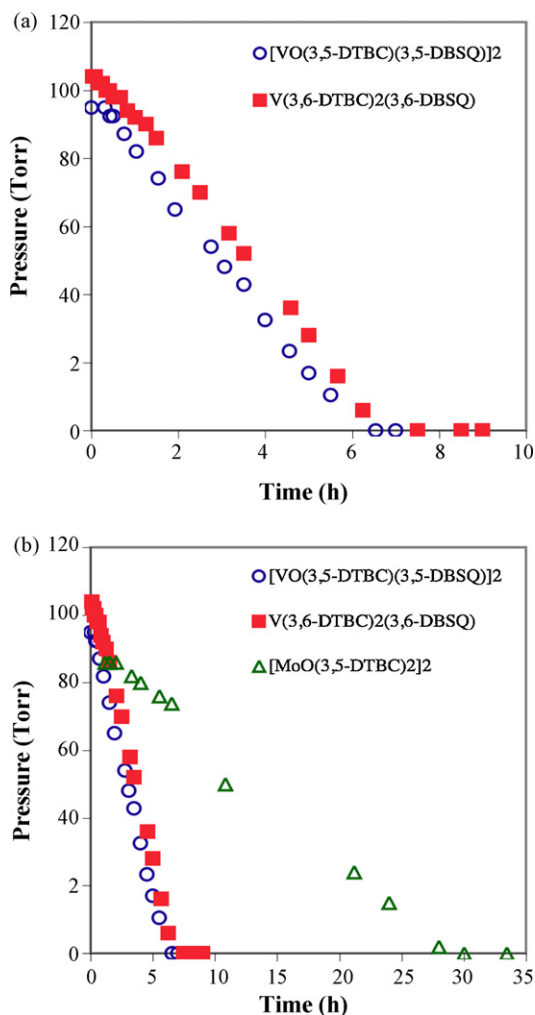 (a)
120
100
80
60
40
2
0
Pressure (Torr)
[VO(3,5-DTBC)(3,5-DBSQ)]2
V(3,6-DTBC)2(3,6-DBSQ)
0
2
4
6
8
10
Time (h)
(b)
120
100
80
60
40
2
0
Pressure (Torr)
[VO(3,5-DTBC)(3,5-DBSQ)]2
V(3,6-DTBC)2(3,6-DBSQ)
[MoO(3,5-DTBC)2]2
0
5
10
15
20
25
30
35
Time (h)